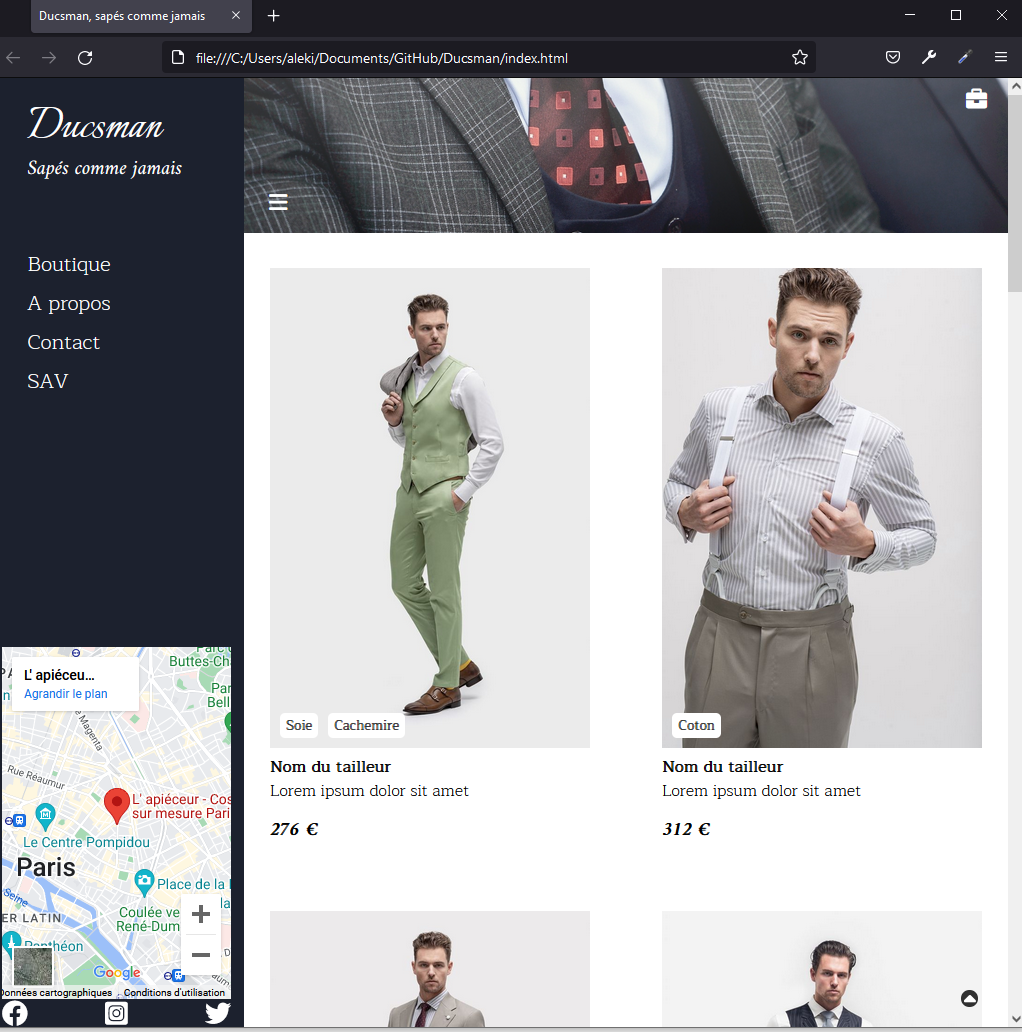 Ducsman, sapés comme jamais
file:///C:/Users/aleki/Documents/GitHub/Ducsman/index.html
Ducsman
Sapés comme jamais
Boutique
A propos
Contact
SAV
Soie
Cachemire
Coton
Nom du tailleur
Lorem ipsum dolor sit amet
276 €
Nom du tailleur
Lorem ipsum dolor sit amet
312 €
L' apiéceu...
Agrandir le plan
Buttes-Ch
Par
Bell
Magenta
Rue Réaumur
L' apiéceur - Cos
sur mesure Pari
Le Centre Pompidou
Paris
Place de la
Seine
Coulée ve
René-Dum
ER LATIN
Panthéon
Google
Données cartographiques
Conditions d'utilisation